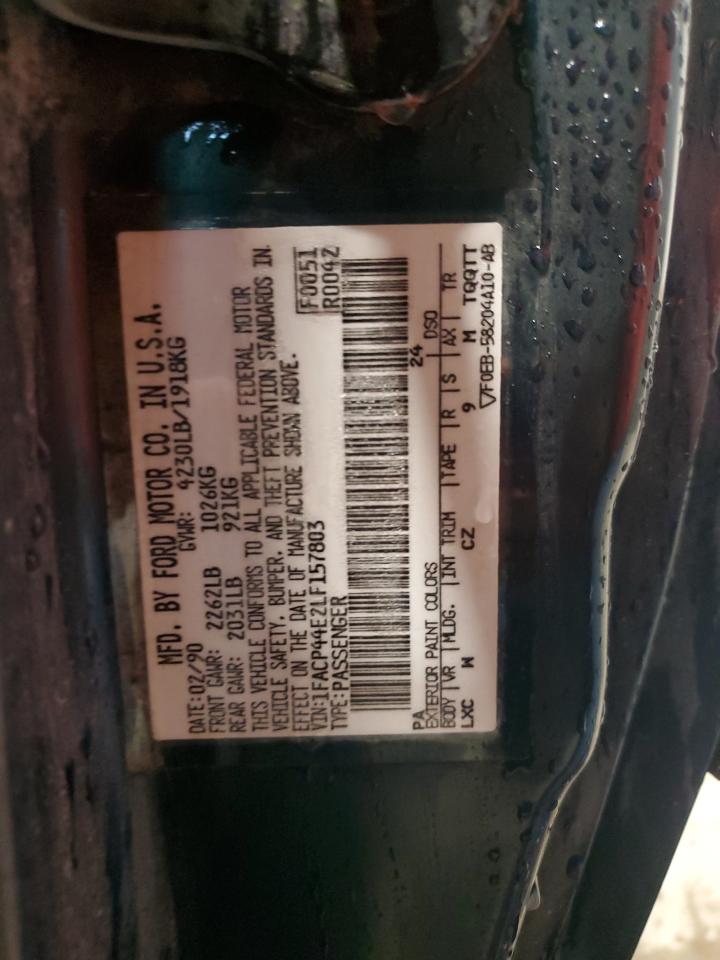 MFD. BY FORD MOTOR CO. IN U.S.A.
DATE: 02/90 GVWR: 4230LB/1918KG
FRONT GAWR: 2262LB 1026KG
REAR GAWR: 2031LB 921KG
THIS VEHICLE CONFORMS TO ALL APPLICABLE FEDERAL MOTOR
VEHICLE SAFETY, BUMPER, AND THEFT PREVENTION STANDARDS IN
EFFECT ON THE DATE OF MANUFACTURE SHOWN ABOVE.
VIN: 1FACP44E2LF157803 F0051
TYPE: PASSENGER R0042
PA 24
EXTERIOR PAINT COLORS DSO
BODY VR MLDG. INT TRIM TAPE R S AX TR
LXC W CZ 9 M TQQTT
F0EB-58204A10-AB